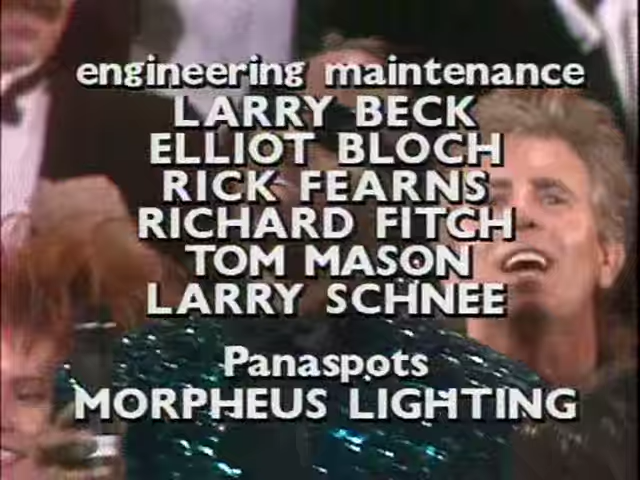 engineering maintenance
LARRY BECK
ELLIOT BLOCH
RICK FEARNS
RICHARD FITCH
TOM MASON
LARRY SCHNEE
Panaspots
MORPHEUS LIGHTING